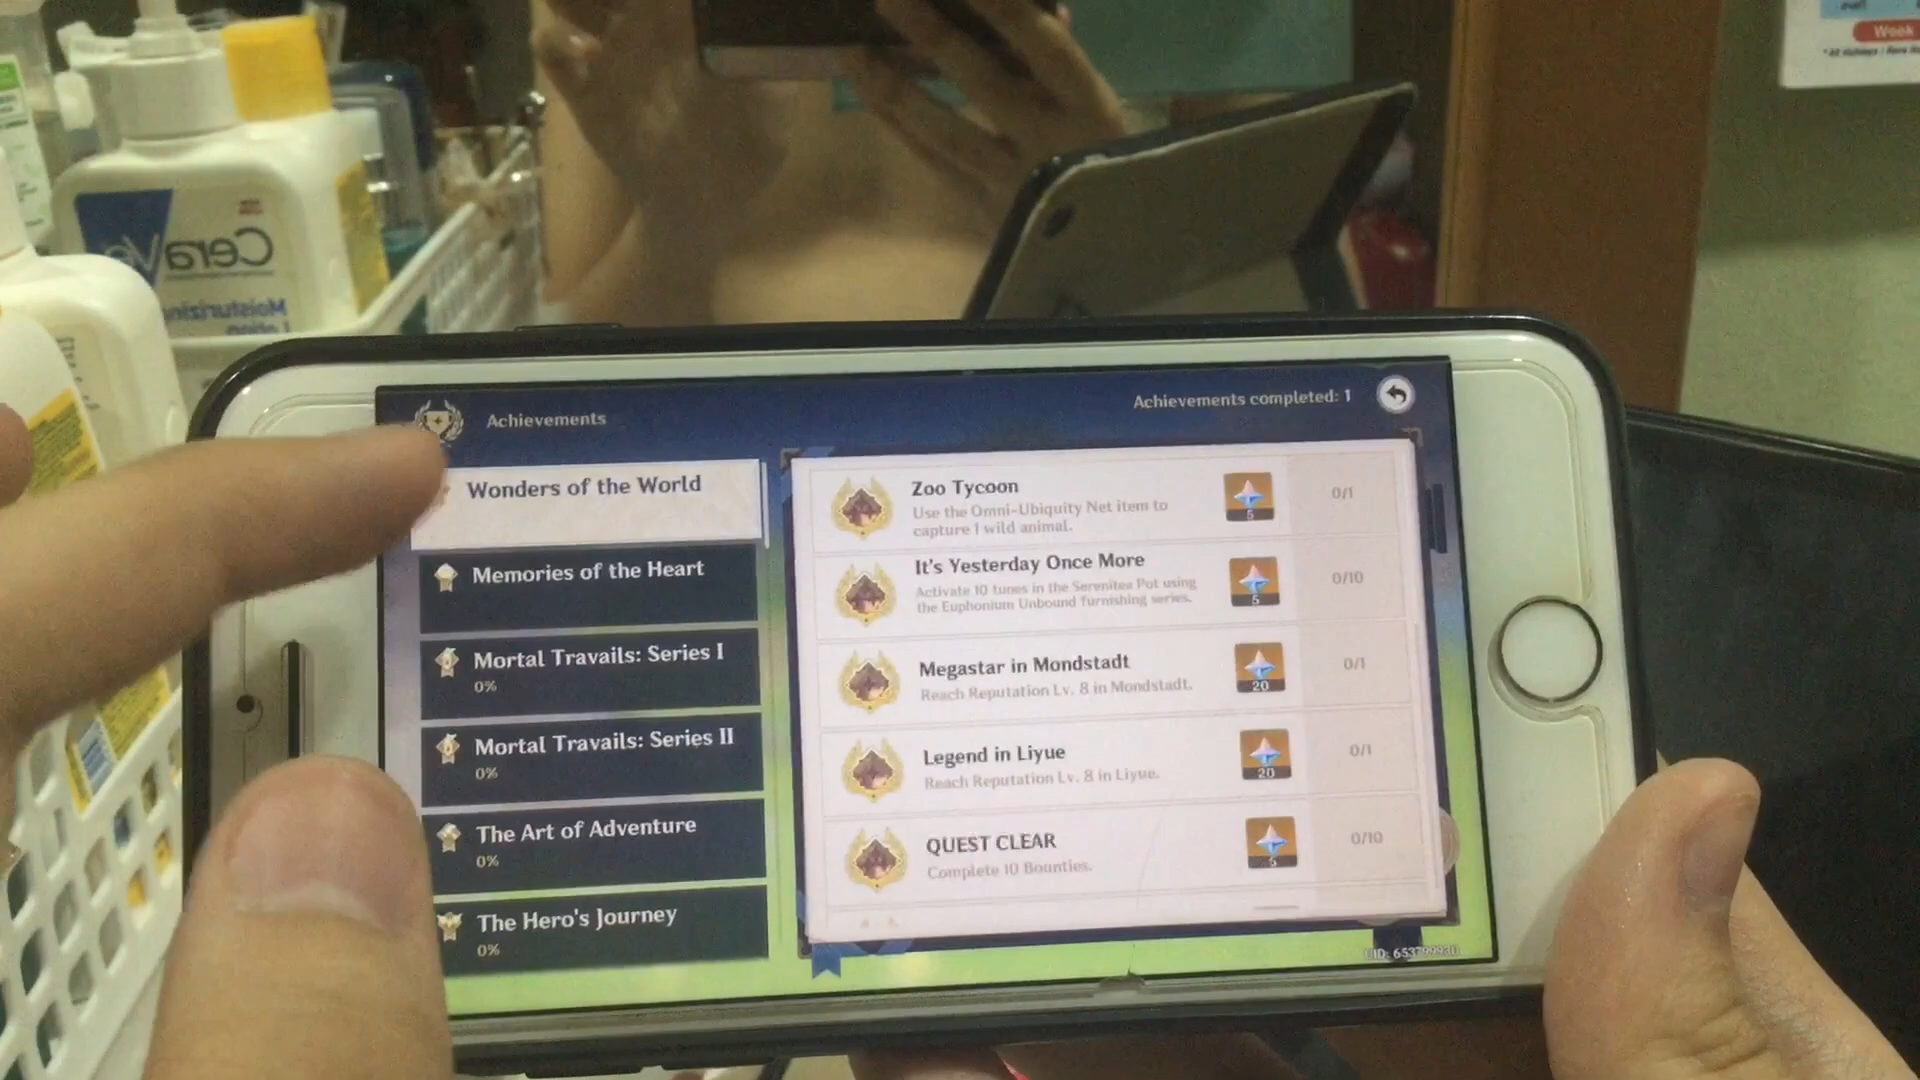 Week
CeraVe
Moisturizing
Lotion
Achievements
Achievements completed: 1
Wonders of the World
Memories of the Heart
Mortal Travails: Series I
0%
Mortal Travails: Series II
0%
The Art of Adventure
0%
The Hero's Journey
0%
Zoo Tycoon
Use the Omni-Ubiquity Net item to
capture 1 wild animal.
5
0/1
It's Yesterday Once More
Activate 10 tunes in the Serenitea Pot using
the Euphonium Unbound furnishing series.
5
0/10
Megastar in Mondstadt
Reach Reputation Lv. 8 in Mondstadt.
20
0/1
Legend in Liyue
Reach Reputation Lv. 8 in Liyue.
20
0/1
QUEST CLEAR
Complete 10 Bounties.
5
0/10
UID: 653799930